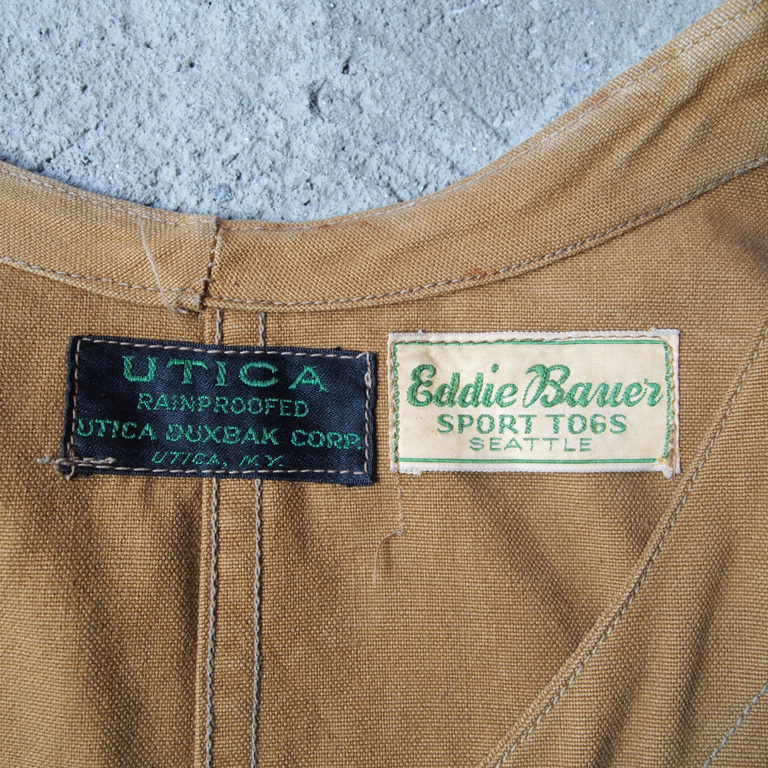 UTICA
RAINPROOFED
UTICA DUXBAK CORP.
UTICA, N.Y.
Eddie Bauer
SPORT TOGS
SEATTLE